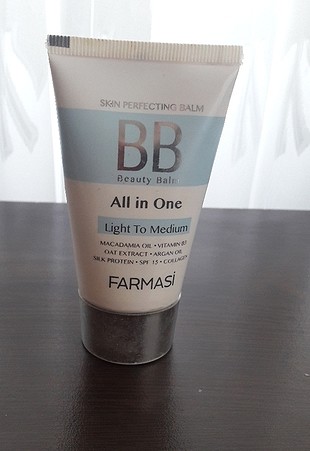 SKIN PERFECTING BALM
BB
Beauty Balm
All in One
Light To Medium
MACADAMIA OIL • VITAMIN B3
OAT EXTRACT • ARGAN OIL
SILK PROTEIN • SPF 15 • COLLAGEN
FARMASi